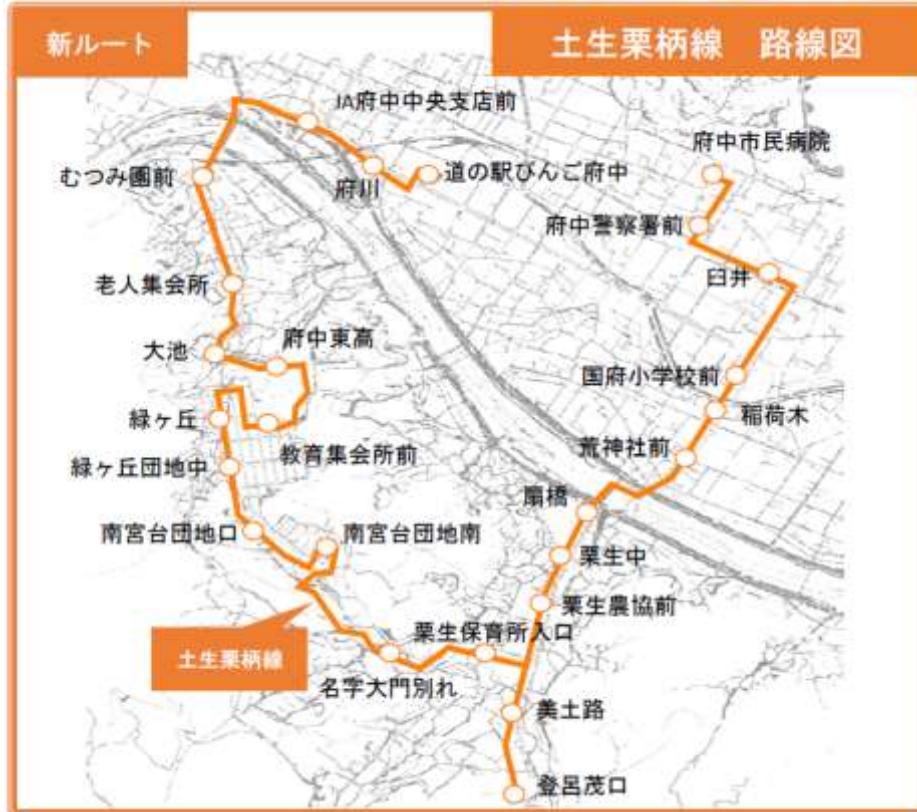 新ルート
土生栗柄線　路線図
JA府中中央支店前
府中市民病院
むつみ園前
府川
道の駅びんご府中
府中警察署前
臼井
老人集会所
大池
府中東高
国府小学校前
稲荷木
緑ヶ丘
教育集会所前
荒神社前
緑ヶ丘団地中
扇橋
南宮台団地口
南宮台団地南
栗生中
栗生農協前
土生栗柄線
栗生保育所入口
名字大門別れ
美土路
登呂茂口